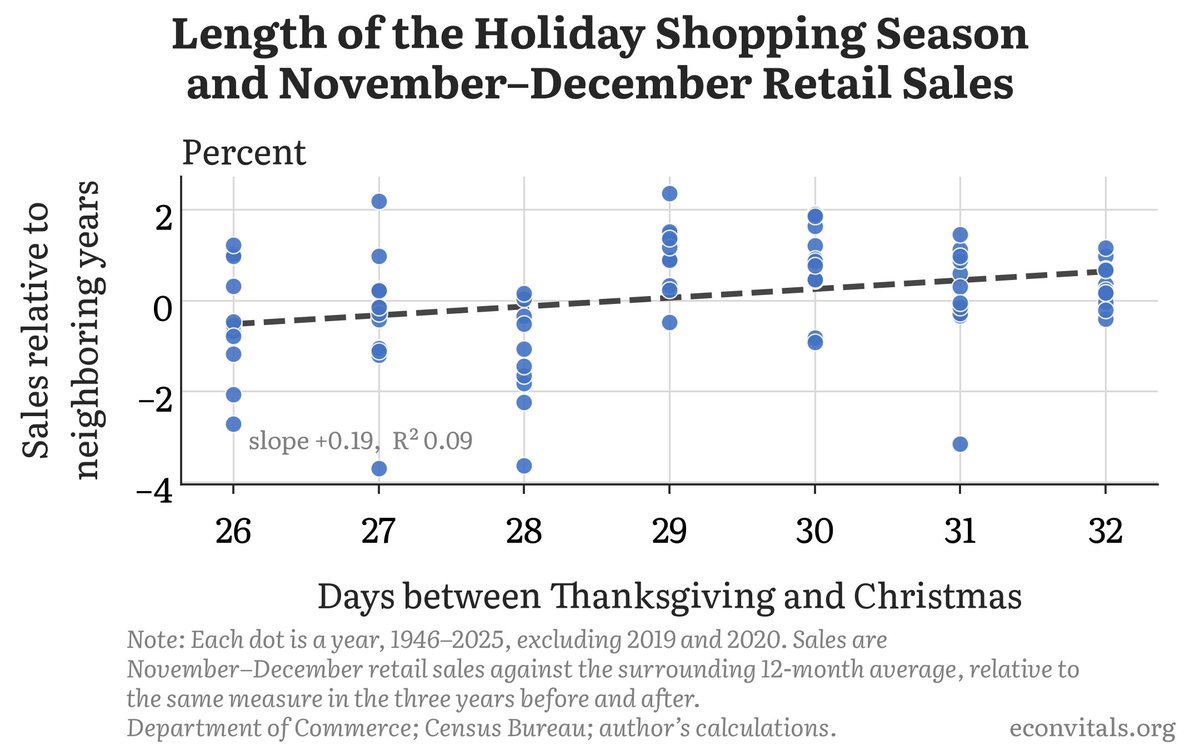 Length of the Holiday Shopping Season
and November–December Retail Sales
Percent
Sales relative to
neighboring years
2
0
−2
−4
slope +0.19, R² 0.09
26 27 28 29 30 31 32
Days between Thanksgiving and Christmas
Note: Each dot is a year, 1946–2025, excluding 2019 and 2020. Sales are
November–December retail sales against the surrounding 12-month average, relative to
the same measure in the three years before and after.
Department of Commerce; Census Bureau; author’s calculations.
econvitals.org